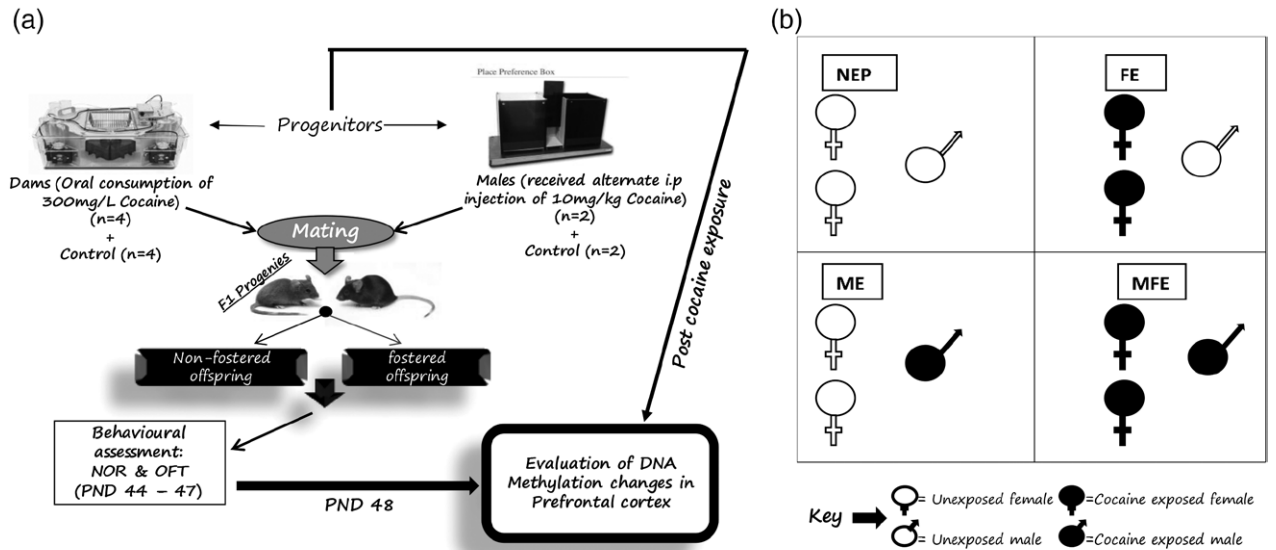 (a)
Place Preference Box
Progenitors
Dams (Oral consumption of
300mg/L Cocaine)
(n=4)
+
Control (n=4)
Males (received alternate i.p
injection of 10mg/kg Cocaine)
(n=2)
+
Control (n=2)
Mating
F1 Progenies
Non-fostered
offspring
fostered
offspring
Behavioural
assessment:
NOR & OFT
(PND 44 – 47)
PND 48
Evaluation of DNA
Methylation changes in
Prefrontal cortex
Post cocaine exposure
(b)
NEP
FE
ME
MFE
Key
= Unexposed female
=Cocaine exposed female
= Unexposed male
=Cocaine exposed male